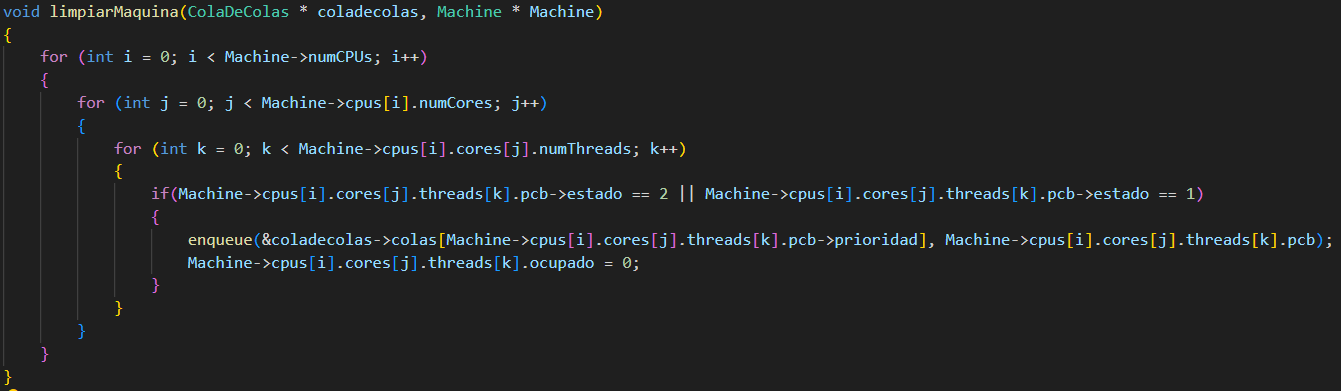 void limpiarMaquina(ColaDeColas * coladecolas, Machine * Machine)
{
    for (int i = 0; i < Machine->numCPUs; i++)
    {
        for (int j = 0; j < Machine->cpus[i].numCores; j++)
        {
            for (int k = 0; k < Machine->cpus[i].cores[j].numThreads; k++)
            {
                if(Machine->cpus[i].cores[j].threads[k].pcb->estado == 2 || Machine->cpus[i].cores[j].threads[k].pcb->estado == 1)
                {
                    enqueue(&coladecolas->colas[Machine->cpus[i].cores[j].threads[k].pcb->prioridad], Machine->cpus[i].cores[j].threads[k].pcb);
                    Machine->cpus[i].cores[j].threads[k].ocupado = 0;
                }
            }
        }
    }
}